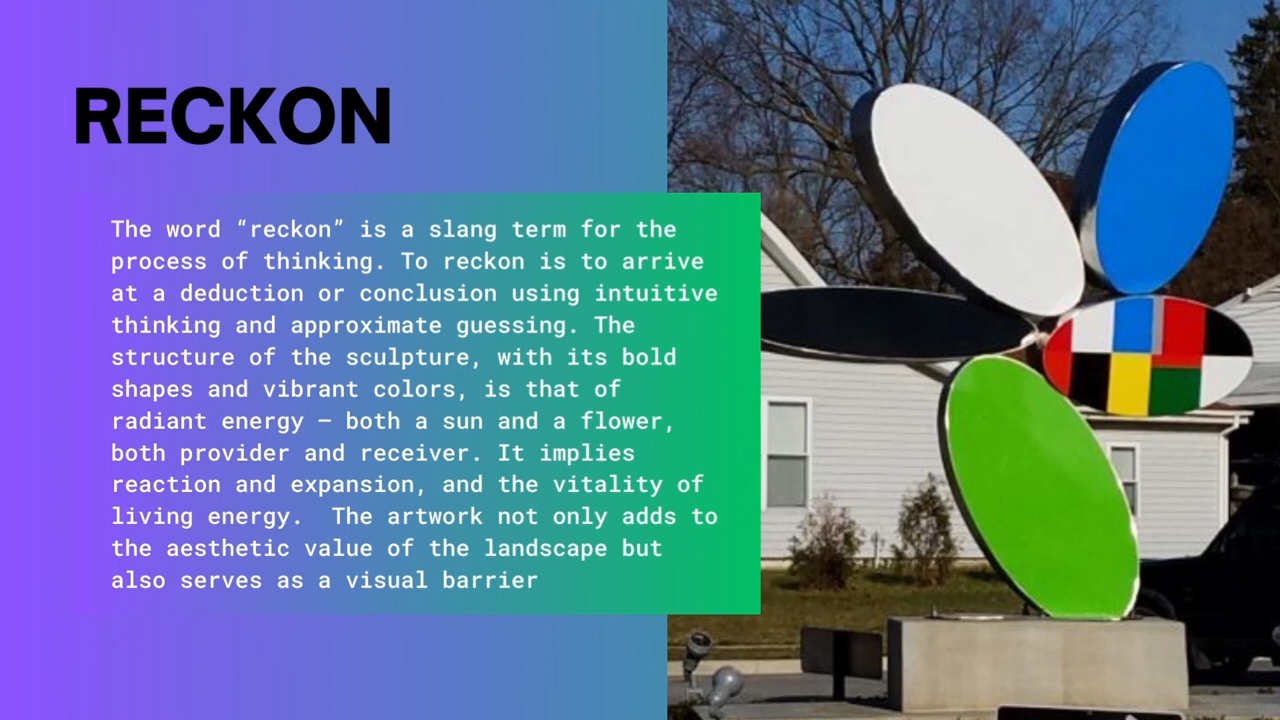 RECKON
The word “reckon” is a slang term for the
process of thinking. To reckon is to arrive
at a deduction or conclusion using intuitive
thinking and approximate guessing. The
structure of the sculpture, with its bold
shapes and vibrant colors, is that of
radiant energy – both a sun and a flower,
both provider and receiver. It implies
reaction and expansion, and the vitality of
living energy.  The artwork not only adds to
the aesthetic value of the landscape but
also serves as a visual barrier